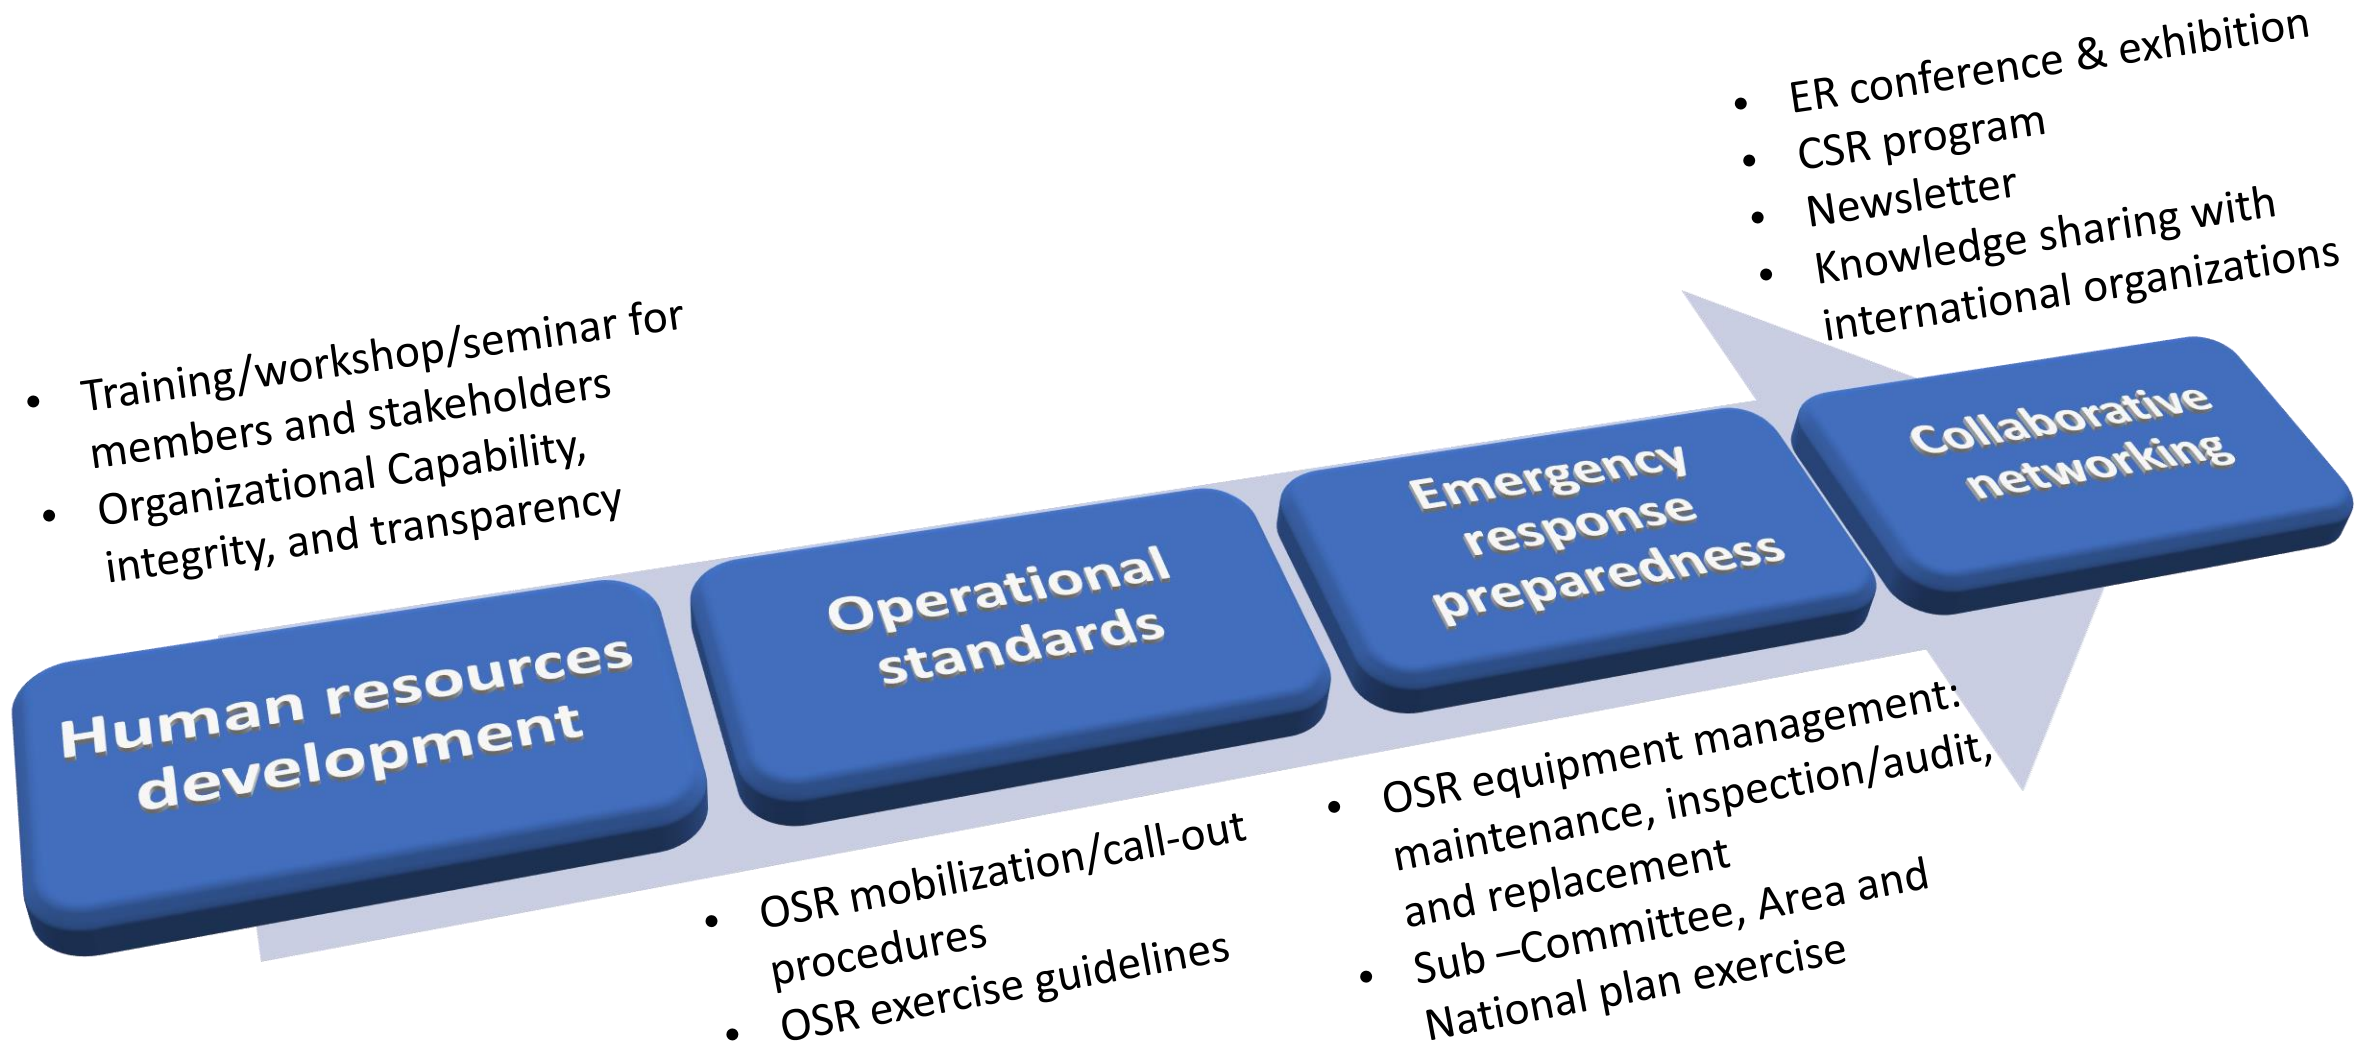 • ER conference & exhibition
• CSR program
• Newsletter
• Knowledge sharing with
international organizations
• Training/workshop/seminar for
members and stakeholders
• Organizational Capability,
integrity, and transparency
Human resources
development
Operational
standards
Emergency
response
preparedness
Collaborative
networking
• OSR mobilization/call-out
procedures
• OSR exercise guidelines
• OSR equipment management:
maintenance, inspection/audit,
and replacement
• Sub –Committee, Area and
National plan exercise